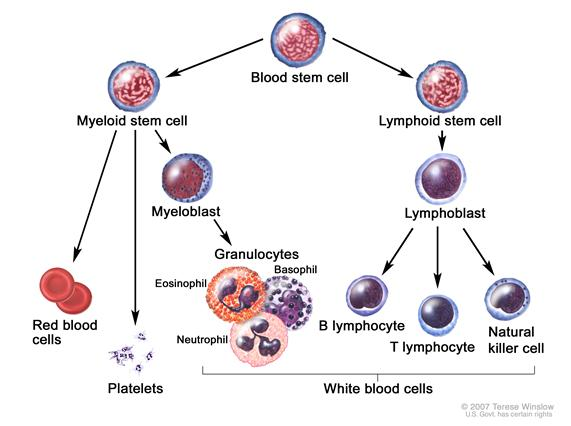 Blood stem cell
Myeloid stem cell
Lymphoid stem cell
Myeloblast
Lymphoblast
Granulocytes
Basophil
Eosinophil
Neutrophil
Red blood
cells
Platelets
B lymphocyte
T lymphocyte
Natural
killer cell
White blood cells
© 2007 Terese Winslow
U.S. Govt. has certain rights